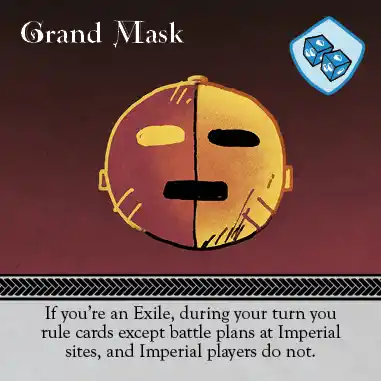 Grand Mask
If you're an Exile, during your turn you
rule cards except battle plans at Imperial
sites, and Imperial players do not.